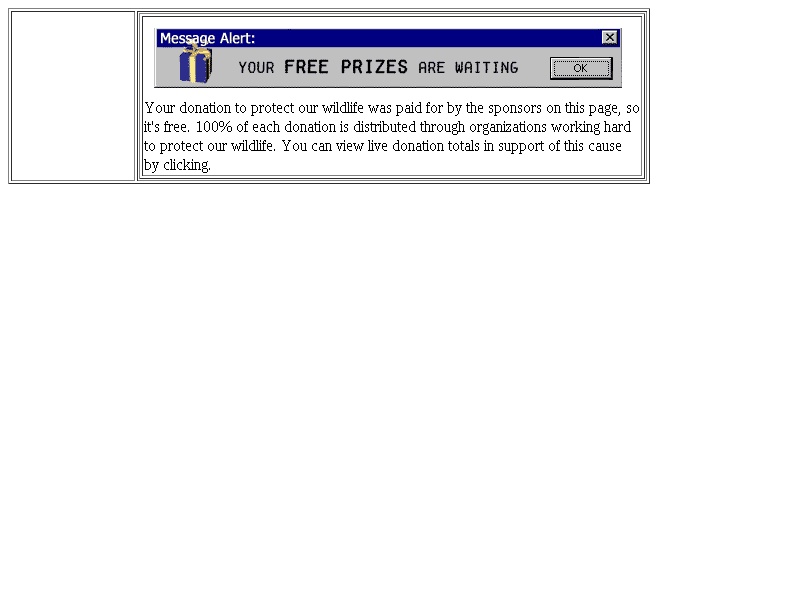 Message Alert:
YOUR FREE PRIZES ARE WAITING
OK
Your donation to protect our wildlife was paid for by the sponsors on this page, so
it's free. 100% of each donation is distributed through organizations working hard
to protect our wildlife. You can view live donation totals in support of this cause
by clicking.